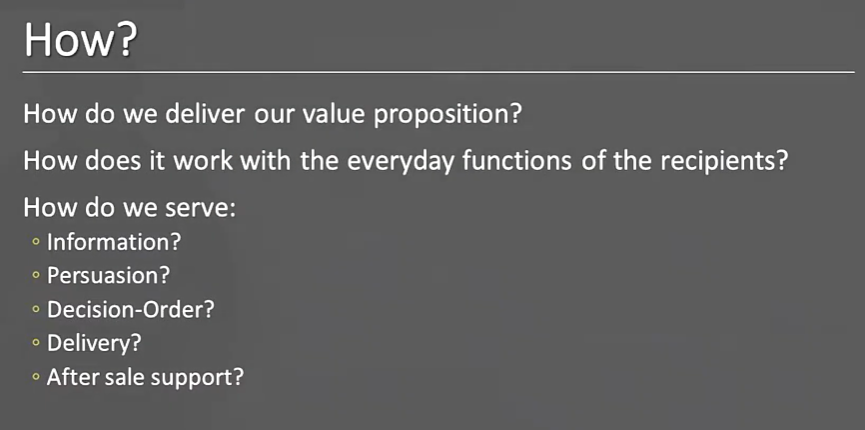 How?
How do we deliver our value proposition?
How does it work with the everyday functions of the recipients?
How do we serve:
◦ Information?
◦ Persuasion?
◦ Decision-Order?
◦ Delivery?
◦ After sale support?